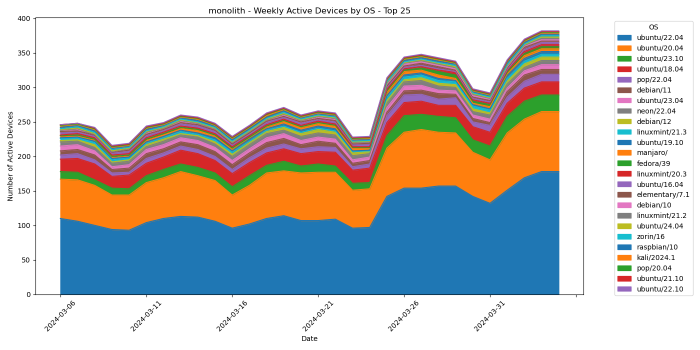 monolith - Weekly Active Devices by OS - Top 25
400
350
300
250
200
150
100
50
0
Number of Active Devices
2024-03-06
2024-03-11
2024-03-16
2024-03-21
2024-03-26
2024-03-31
Date
OS
ubuntu/22.04
ubuntu/20.04
ubuntu/23.10
ubuntu/18.04
pop/22.04
debian/11
ubuntu/23.04
neon/22.04
debian/12
linuxmint/21.3
ubuntu/19.10
manjaro/
fedora/39
linuxmint/20.3
ubuntu/16.04
elementary/7.1
debian/10
linuxmint/21.2
ubuntu/24.04
zorin/16
raspbian/10
kali/2024.1
pop/20.04
ubuntu/21.10
ubuntu/22.10